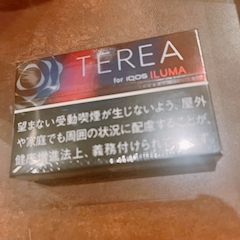 TEREA
for IQOS ILUMA
望まない受動喫煙が生じないよう、屋外
や家庭でも周囲の状況に配慮することが、
健康増進法上、義務付けられ